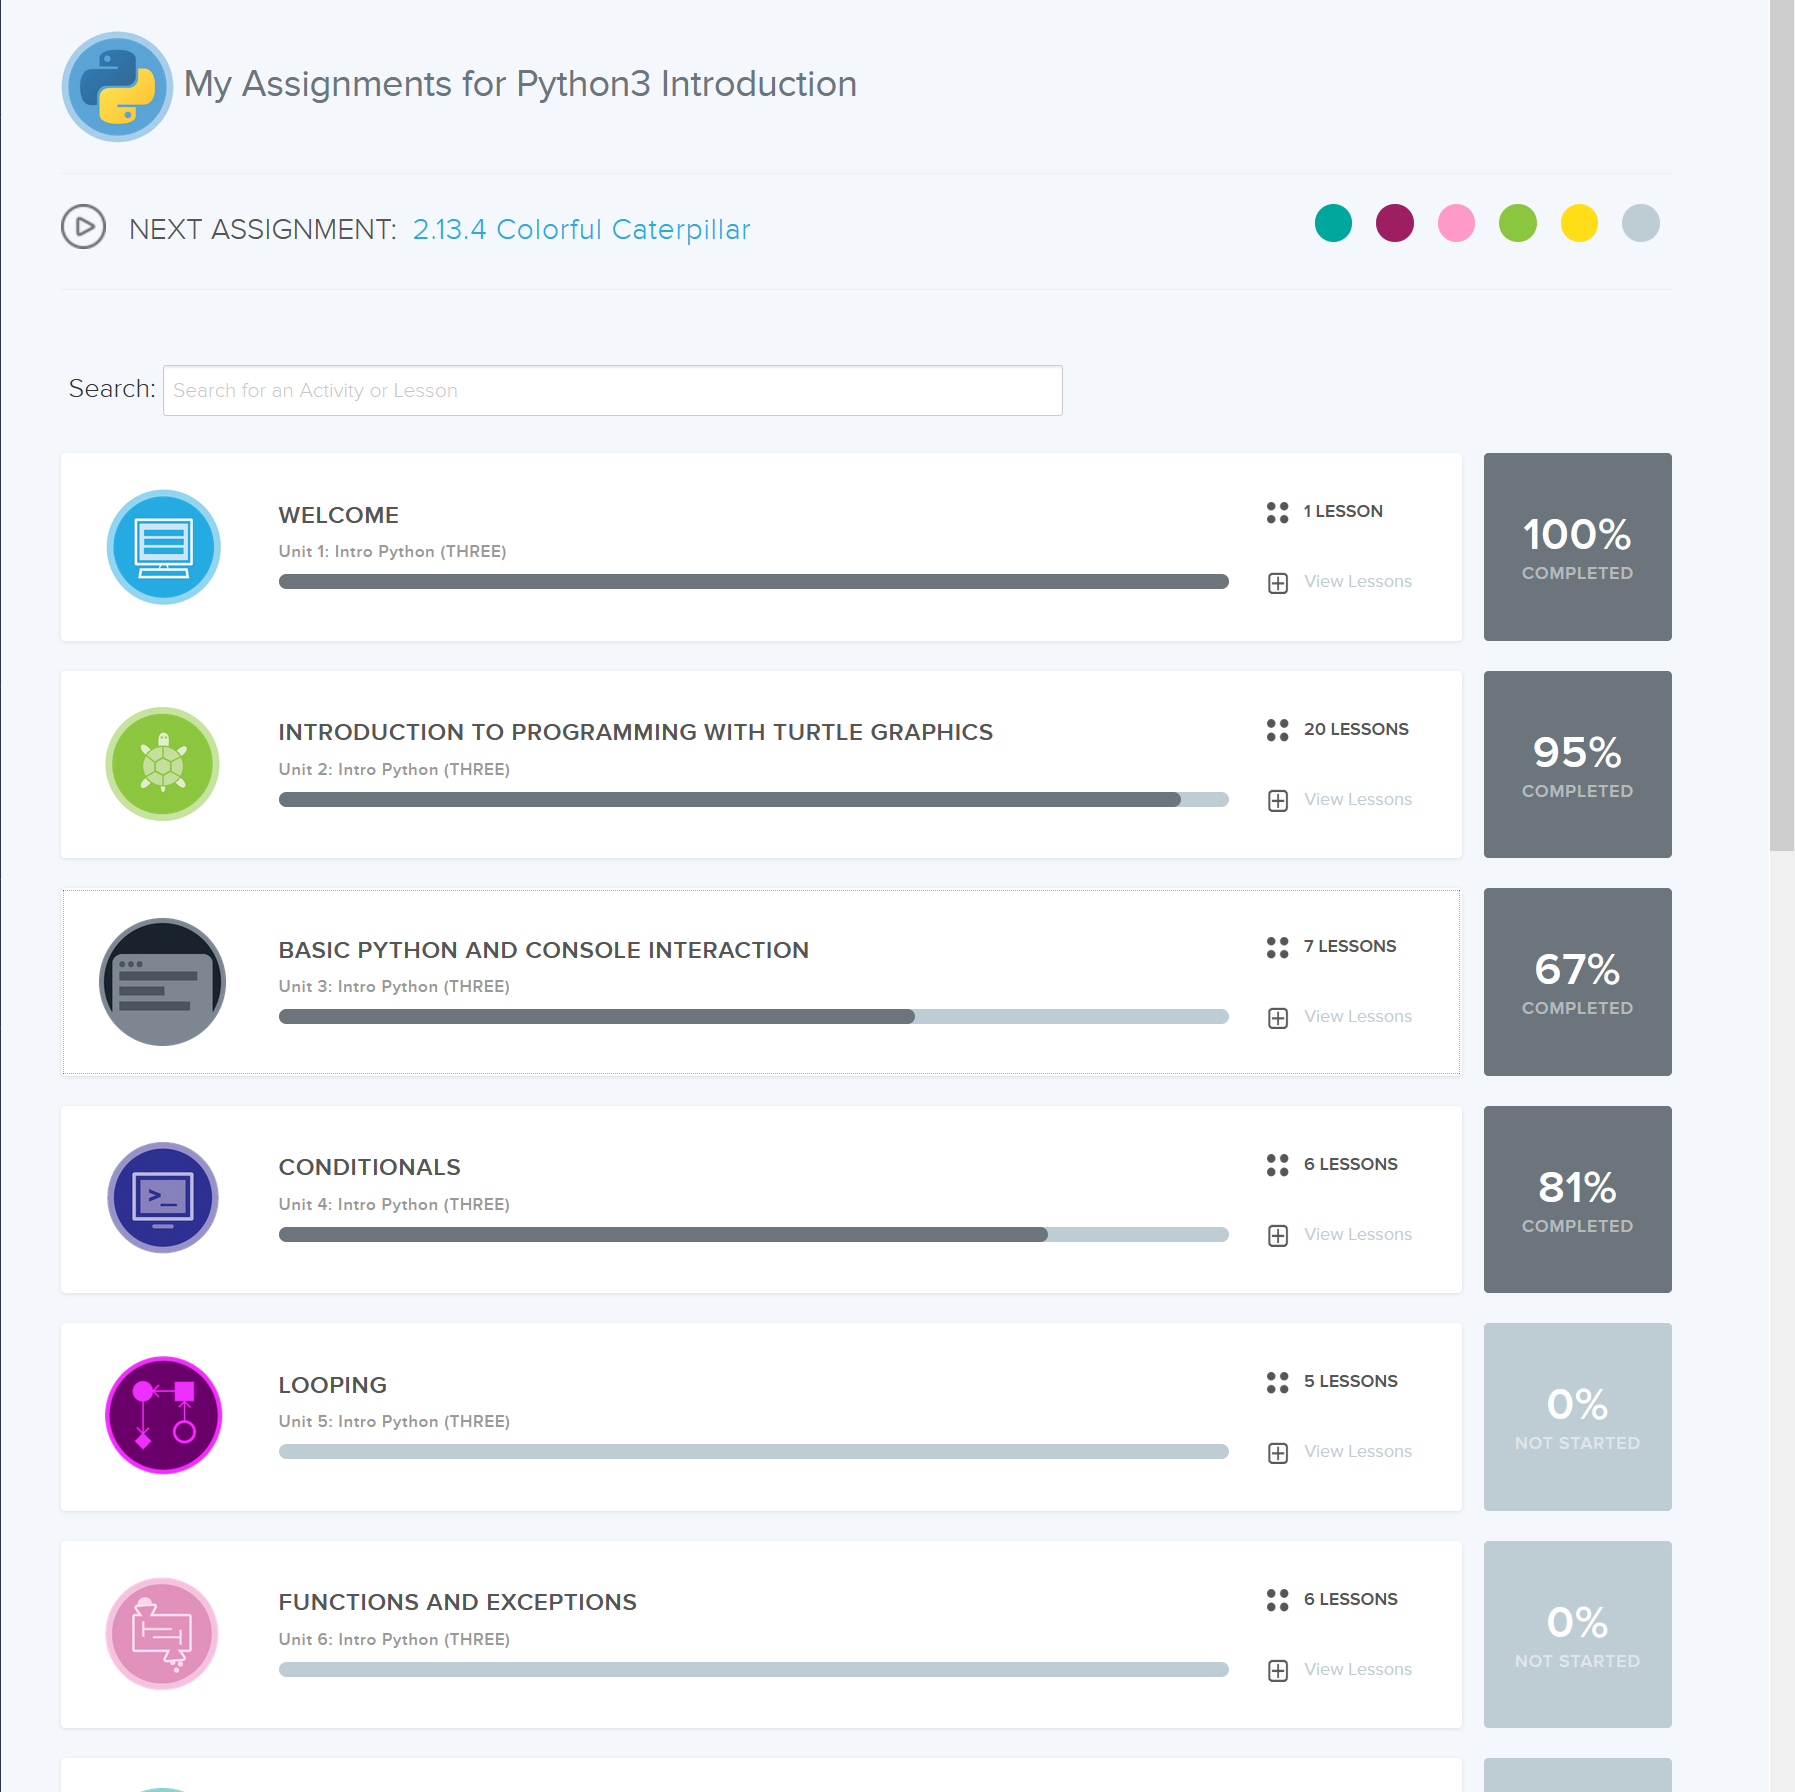 My Assignments for Python3 Introduction
NEXT ASSIGNMENT: 2.13.4 Colorful Caterpillar
Search: Search for an Activity or Lesson
WELCOME
Unit 1: Intro Python (THREE)
1 LESSON
View Lessons
100%
COMPLETED
INTRODUCTION TO PROGRAMMING WITH TURTLE GRAPHICS
Unit 2: Intro Python (THREE)
20 LESSONS
View Lessons
95%
COMPLETED
BASIC PYTHON AND CONSOLE INTERACTION
Unit 3: Intro Python (THREE)
7 LESSONS
View Lessons
67%
COMPLETED
CONDITIONALS
Unit 4: Intro Python (THREE)
6 LESSONS
View Lessons
81%
COMPLETED
LOOPING
Unit 5: Intro Python (THREE)
5 LESSONS
View Lessons
0%
NOT STARTED
FUNCTIONS AND EXCEPTIONS
Unit 6: Intro Python (THREE)
6 LESSONS
View Lessons
0%
NOT STARTED